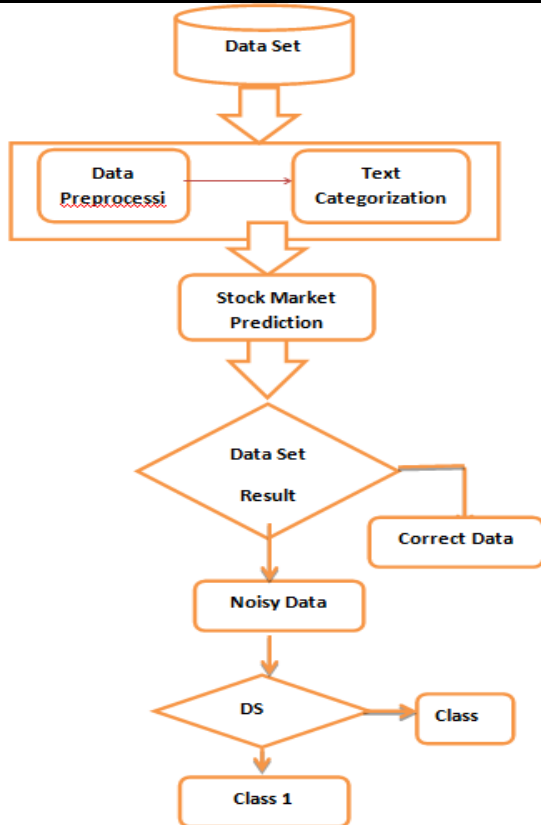 Data Set
Data
Preprocessi
Text
Categorization
Stock Market
Prediction
Data Set
Result
Correct Data
Noisy Data
DS
Class
Class 1